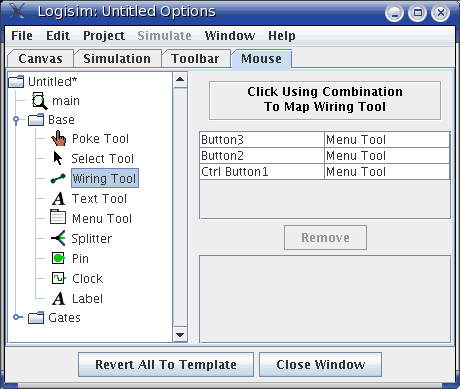 Logisim: Untitled Options
File Edit Project Simulate Window Help
Canvas Simulation Toolbar Mouse
Untitled*
main
Base
Poke Tool
Select Tool
Wiring Tool
Text Tool
Menu Tool
Splitter
Pin
Clock
Label
Gates
Click Using Combination
To Map Wiring Tool
Button3 Menu Tool
Button2 Menu Tool
Ctrl Button1 Menu Tool
Remove
Revert All To Template Close Window